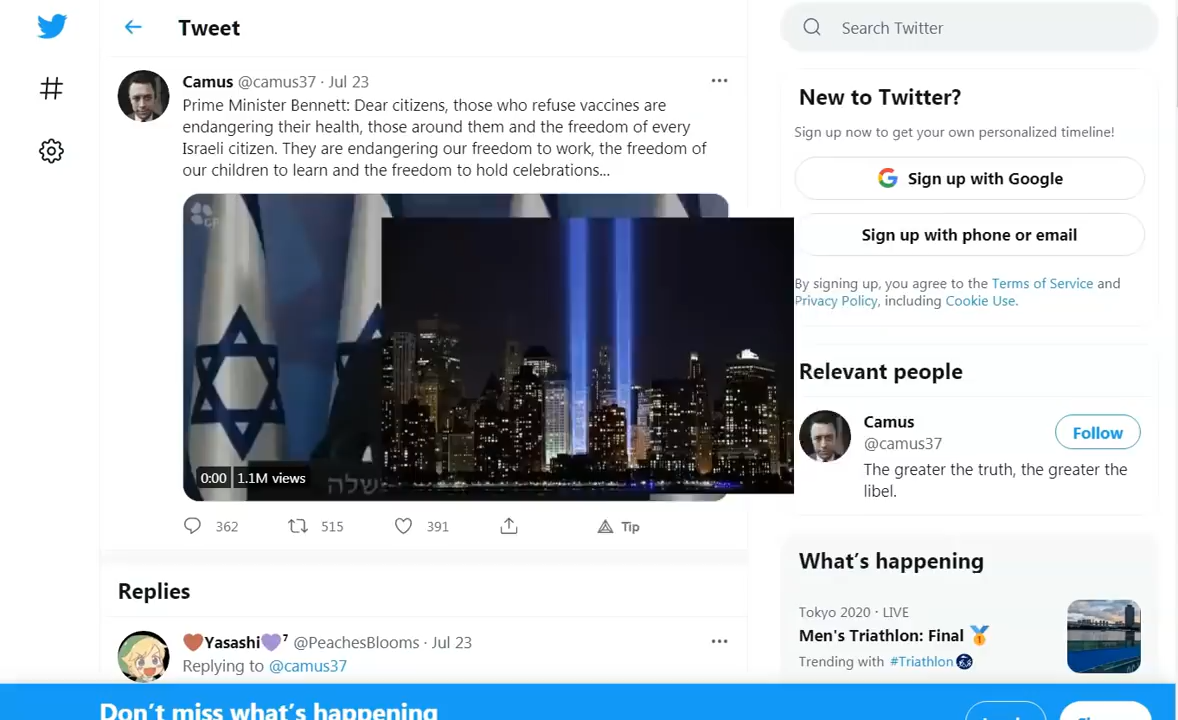 Tweet
Search Twitter
Camus @camus37 · Jul 23
Prime Minister Bennett: Dear citizens, those who refuse vaccines are
endangering their health, those around them and the freedom of every
Israeli citizen. They are endangering our freedom to work, the freedom of
our children to learn and the freedom to hold celebrations...
0:00 1.1M views
362 515 391 Tip
Replies
Yasashi 7 @PeachesBlooms · Jul 23
Replying to @camus37
New to Twitter?
Sign up now to get your own personalized timeline!
Sign up with Google
Sign up with phone or email
By signing up, you agree to the Terms of Service and
Privacy Policy, including Cookie Use.
Relevant people
Camus
@camus37
Follow
The greater the truth, the greater the
libel.
What's happening
Tokyo 2020 · LIVE
Men's Triathlon: Final
Trending with #Triathlon
Don't miss what's happening